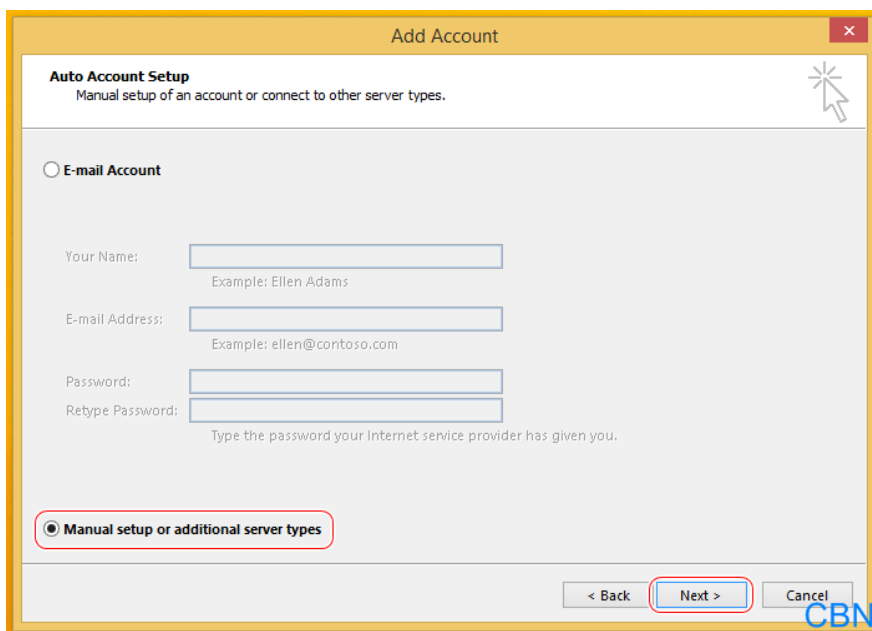 Add Account
Auto Account Setup
Manual setup of an account or connect to other server types.
E-mail Account
Your Name:
Example: Ellen Adams
E-mail Address:
Example: ellen@contoso.com
Password:
Retype Password:
Type the password your Internet service provider has given you.
Manual setup or additional server types
< Back Next > Cancel
CBN